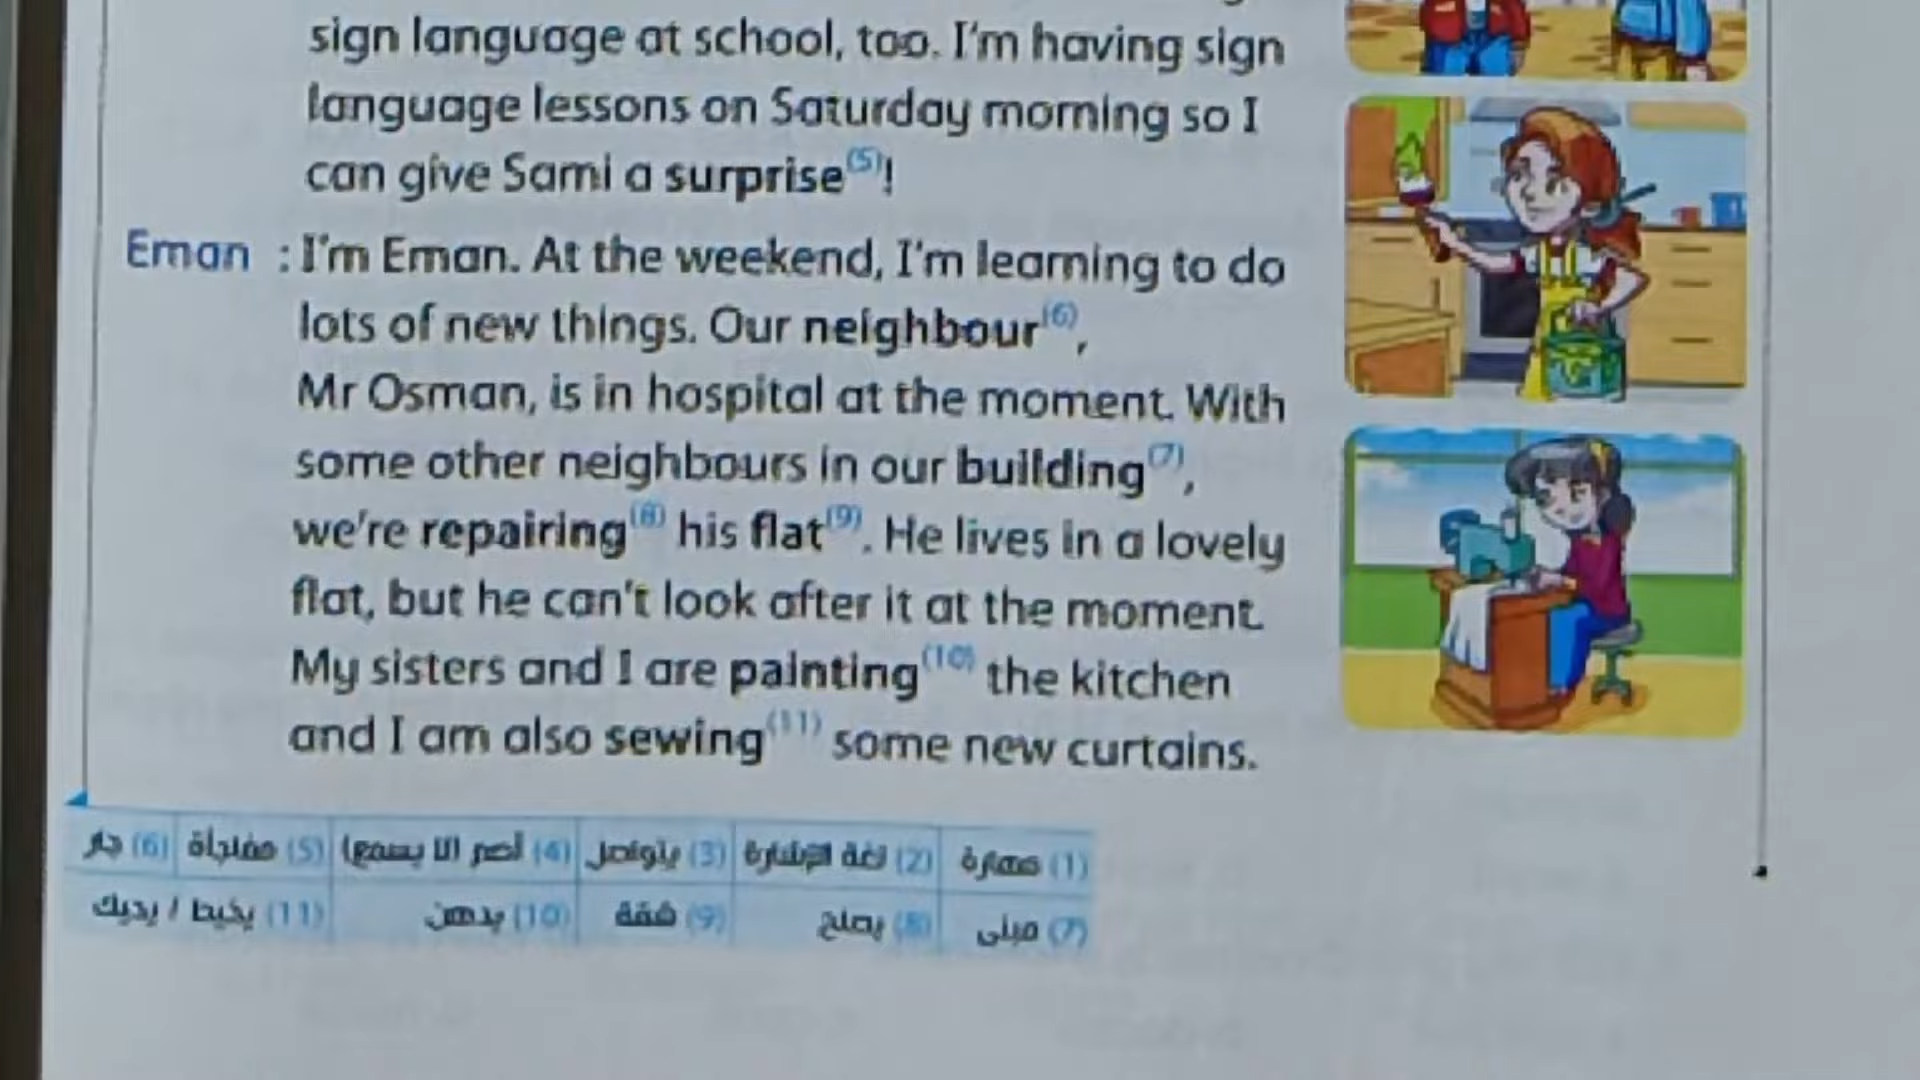 sign language at school, too. I'm having sign
language lessons on Saturday morning so I
can give Sami a surprise(5)!
Eman : I'm Eman. At the weekend, I'm learning to do
lots of new things. Our neighbour(6),
Mr Osman, is in hospital at the moment. With
some other neighbours in our building(7),
we're repairing(8) his flat(9). He lives in a lovely
flat, but he can't look after it at the moment.
My sisters and I are painting(10) the kitchen
and I am also sewing(11) some new curtains.
(1) مهارة (2) لغة الإشارة (3) يتواصل (4) أصم (لا يسمع) (5) مفاجأة (6) جار
(7) مبنى (8) يصلح (9) شقة (10) يدهن (11) يخيط / يحيك